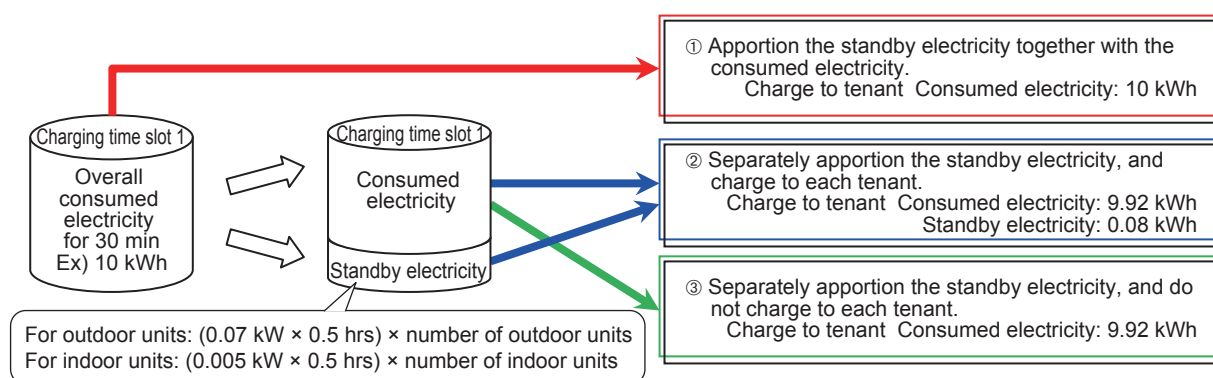 ① Apportion the standby electricity together with the
consumed electricity.
Charge to tenant Consumed electricity: 10 kWh
Charging time slot 1
Overall
consumed
electricity
for 30 min
Ex) 10 kWh
Charging time slot 1
Consumed
electricity
Standby electricity
② Separately apportion the standby electricity, and
charge to each tenant.
Charge to tenant Consumed electricity: 9.92 kWh
Standby electricity: 0.08 kWh
③ Separately apportion the standby electricity, and do
not charge to each tenant.
Charge to tenant Consumed electricity: 9.92 kWh
For outdoor units: (0.07 kW × 0.5 hrs) × number of outdoor units
For indoor units: (0.005 kW × 0.5 hrs) × number of indoor units